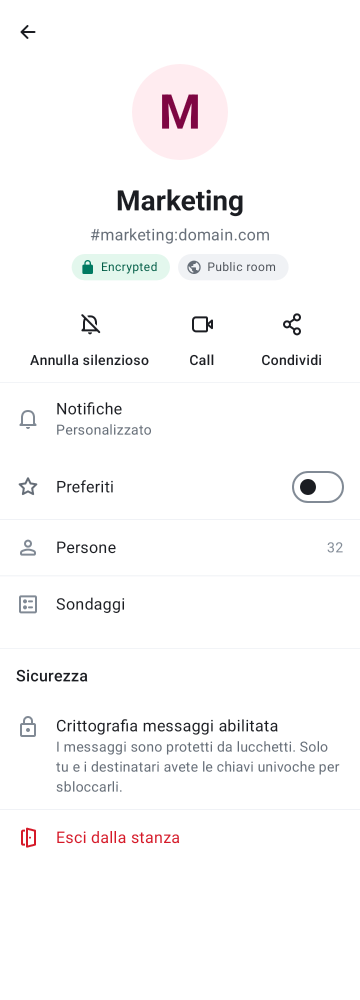 M
Marketing
#marketing:domain.com
Encrypted
Public room
Annulla silenzioso
Call
Condividi
Notifiche
Personalizzato
Preferiti
Persone
32
Sondaggi
Sicurezza
Crittografia messaggi abilitata
I messaggi sono protetti da lucchetti. Solo
tu e i destinatari avete le chiavi univoche per
sbloccarli.
Esci dalla stanza